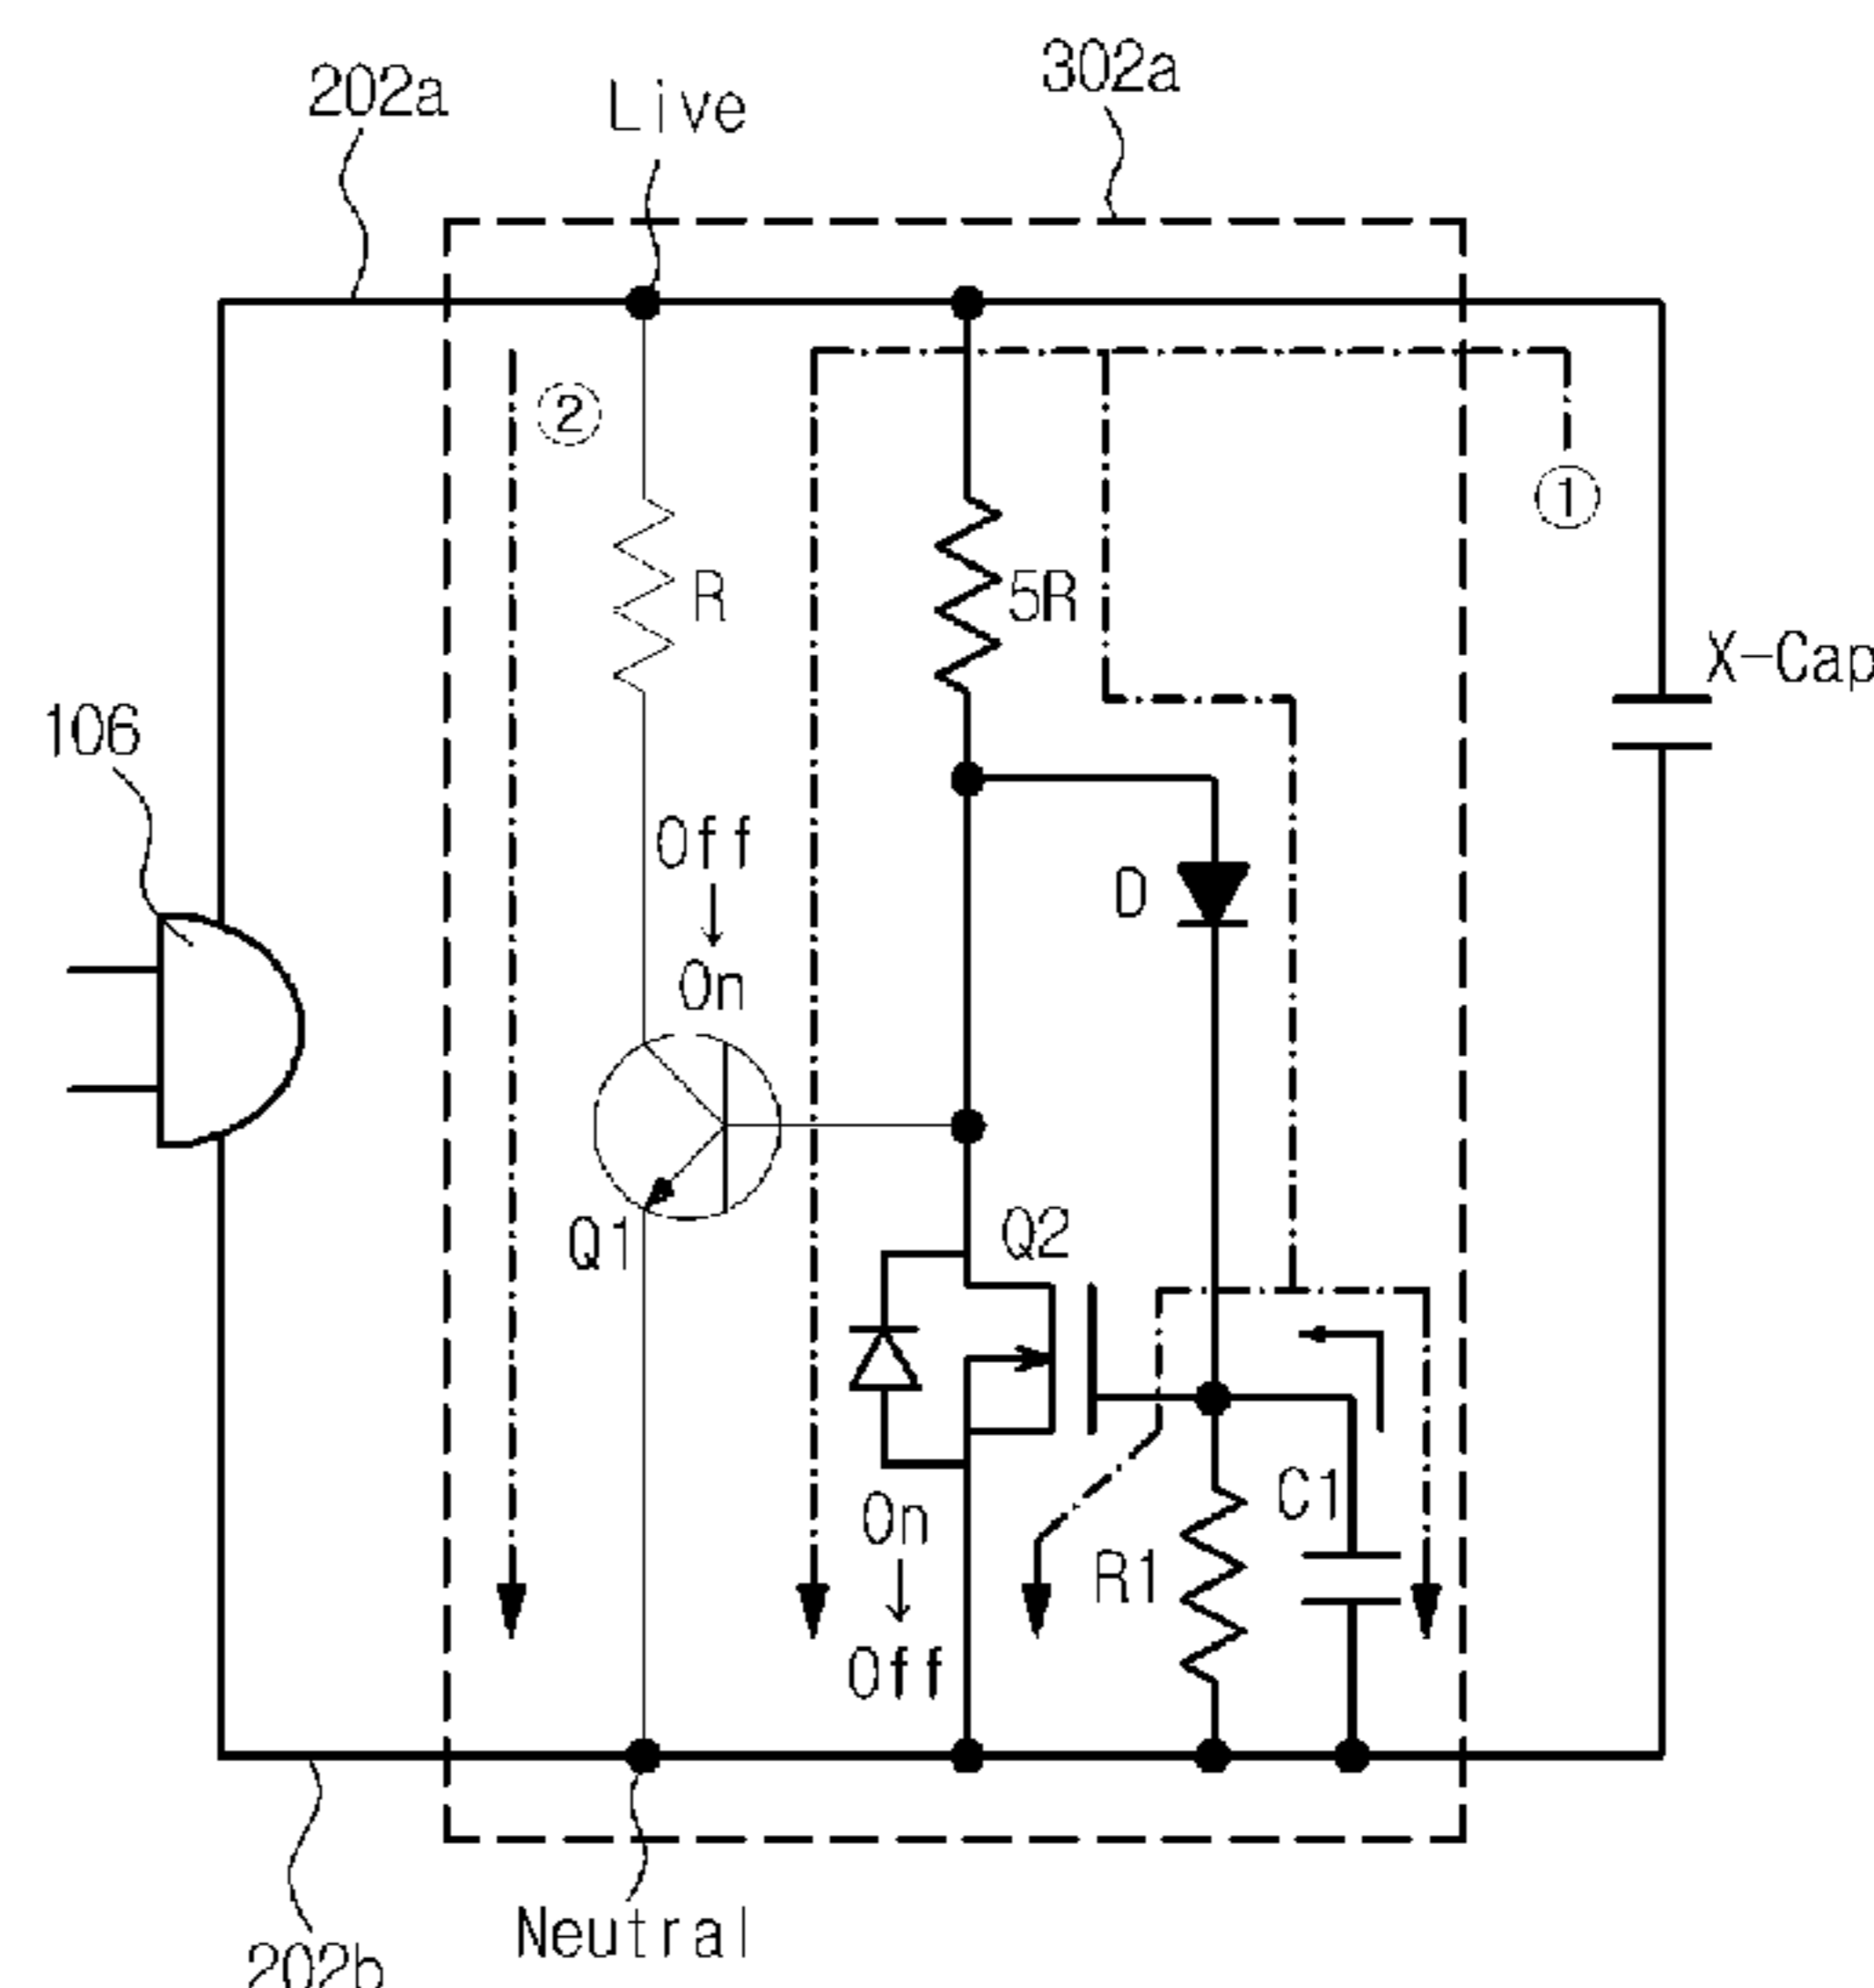 302a
202a
Live
②
①
R
5R
X-Cap
106
Off
D
On
Q1
Q2
On
C1
R1
Off
Neutral
202b